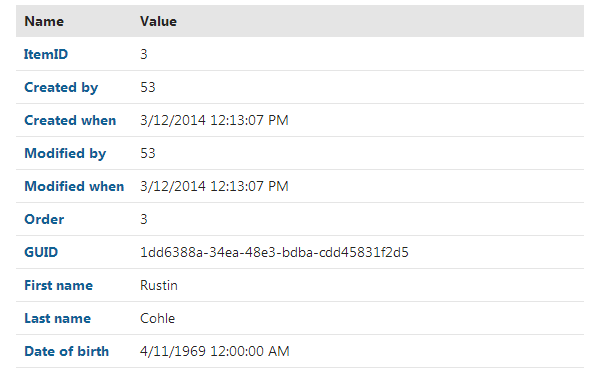 Name Value
ItemID 3
Created by 53
Created when 3/12/2014 12:13:07 PM
Modified by 53
Modified when 3/12/2014 12:13:07 PM
Order 3
GUID 1dd6388a-34ea-48e3-bdba-cdd45831f2d5
First name Rustin
Last name Cohle
Date of birth 4/11/1969 12:00:00 AM